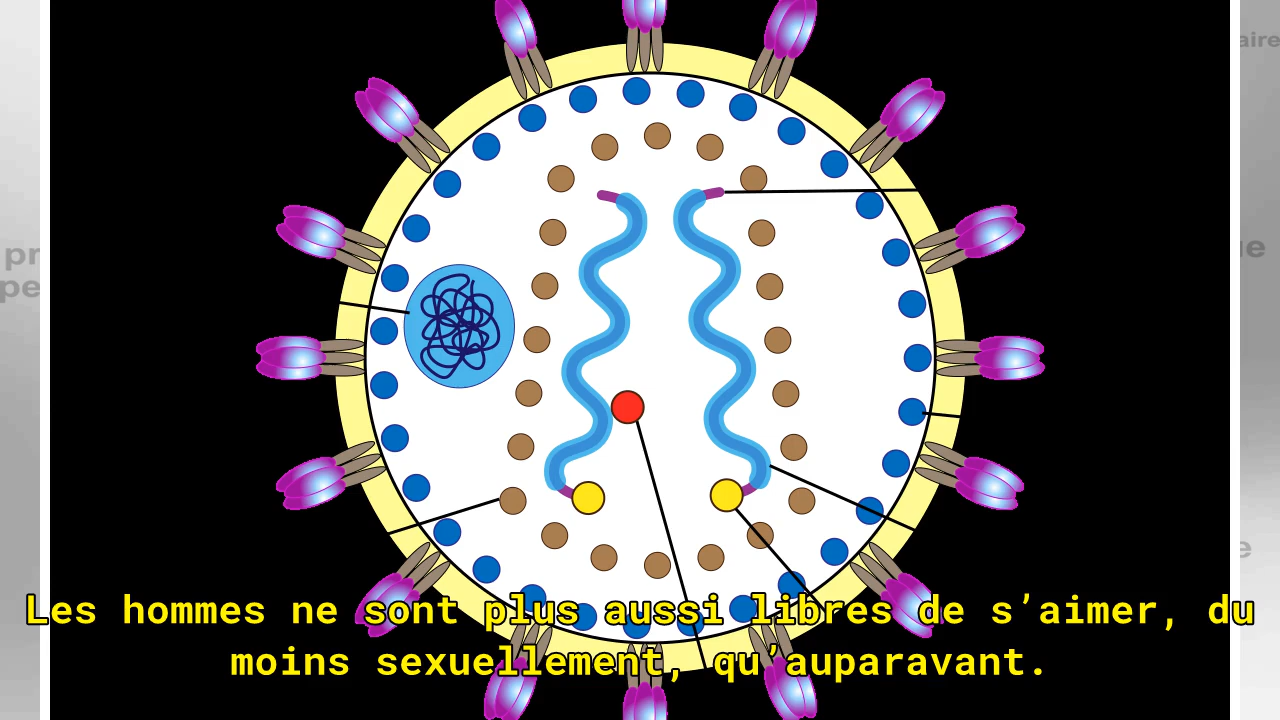 Les hommes ne sont plus aussi libres de s’aimer, du
moins sexuellement, qu’auparavant.